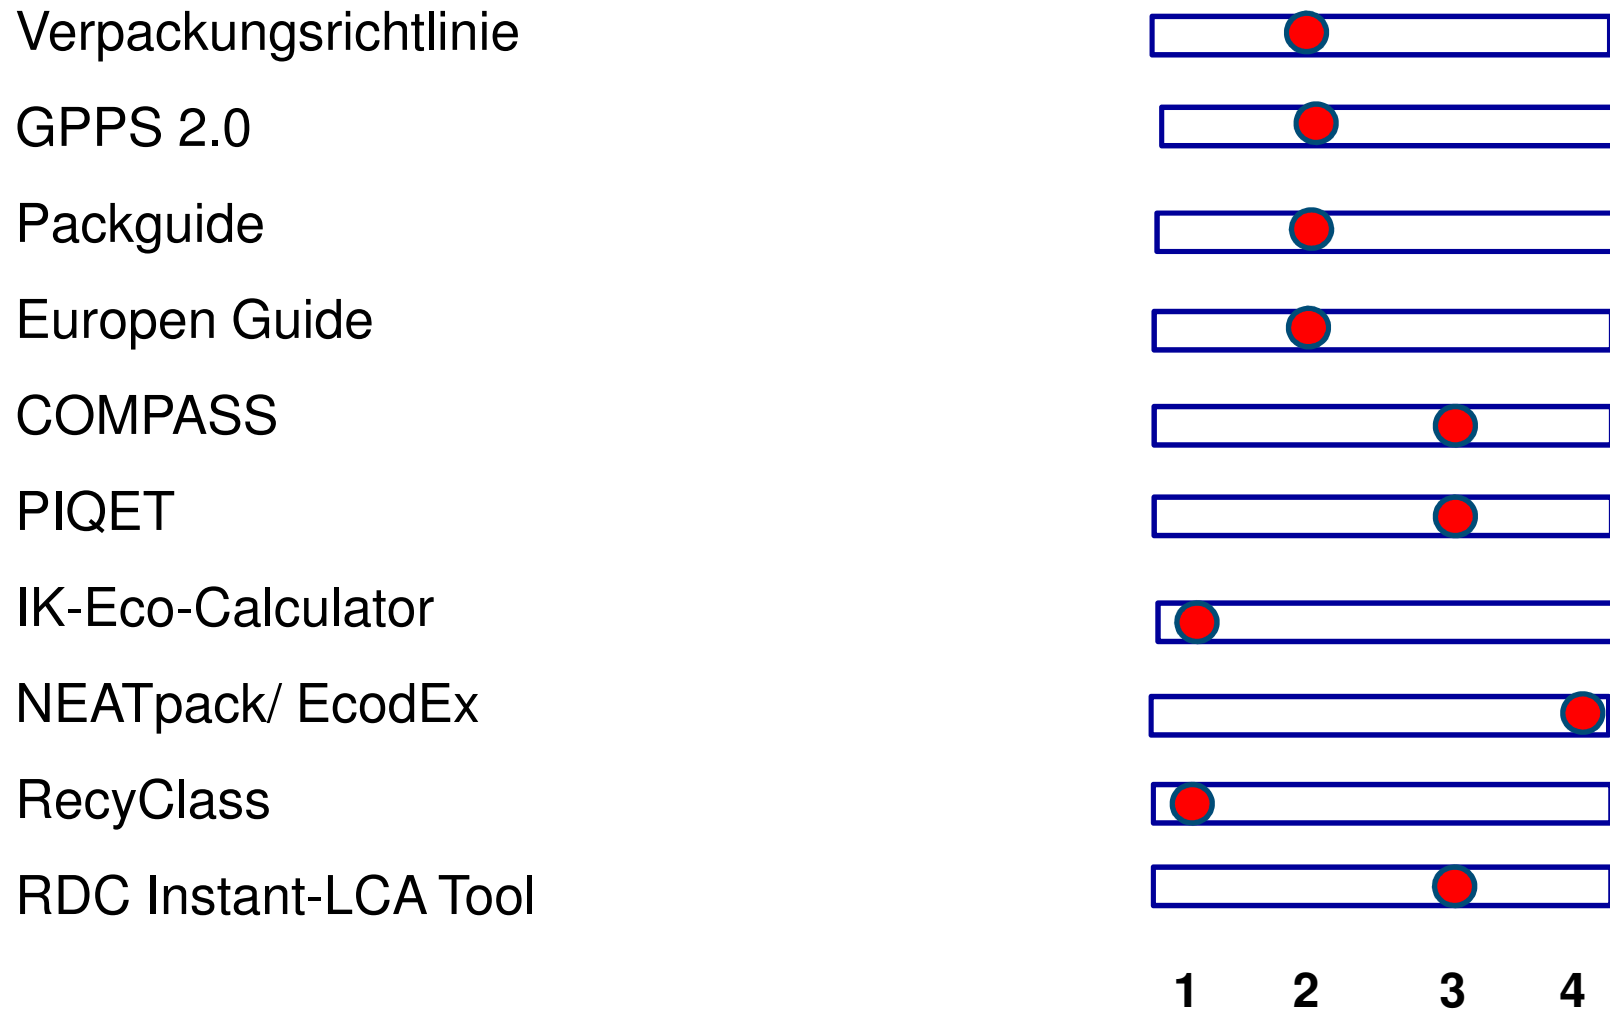 Verpackungsrichtlinie
GPPS 2.0
Packguide
Europen Guide
COMPASS
PIQET
IK-Eco-Calculator
NEATpack/ EcodEx
RecyClass
RDC Instant-LCA Tool
1 2 3 4